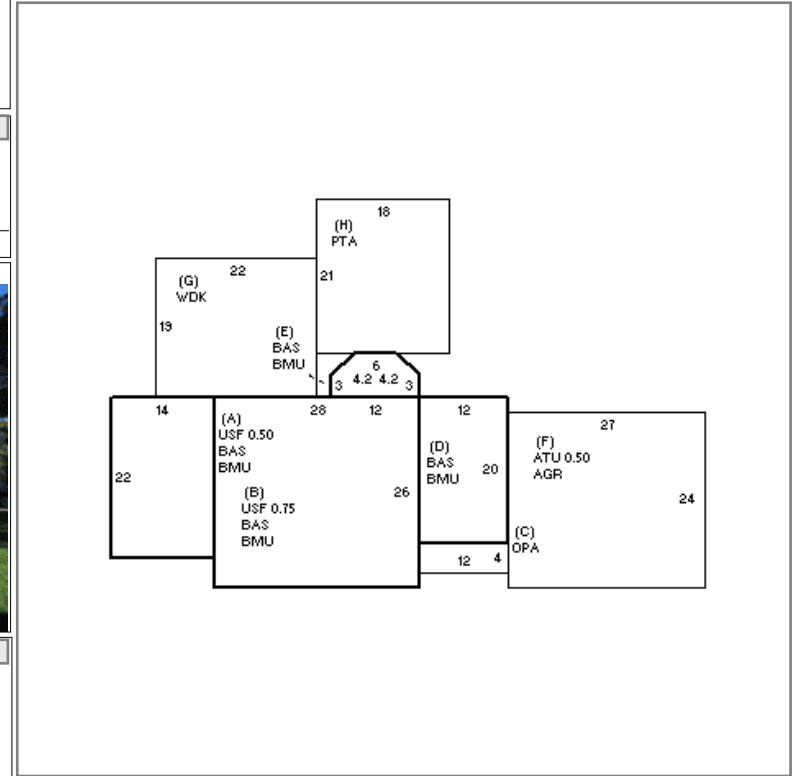 18
(H)
PTA
22
21
(G)
WDK
19
(E)
BAS
BMU
6
3
4.2
4.2
3
14
28
12
12
(A)
USF 0.50
BAS
BMU
27
(F)
ATU 0.50
AGR
(D)
BAS
BMU
20
22
26
(B)
USF 0.75
BAS
BMU
24
(C)
OPA
12
4